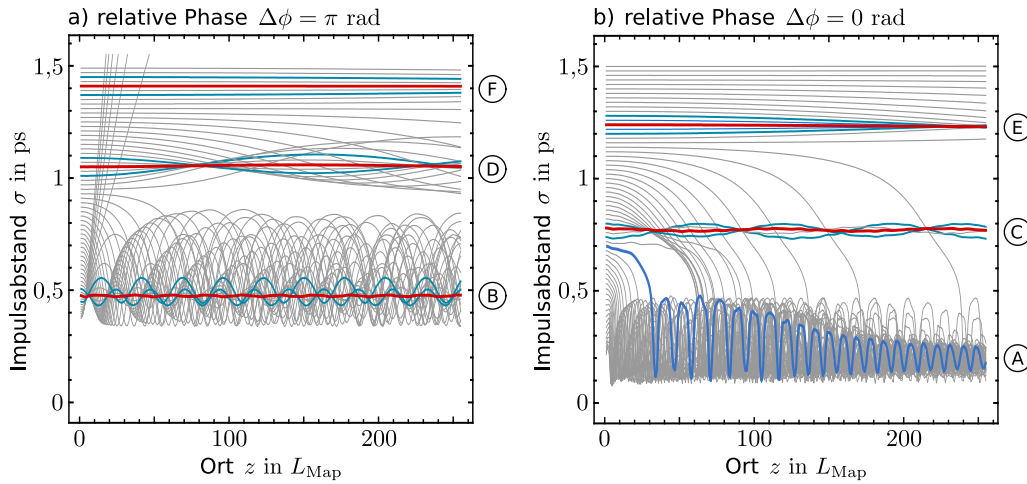 a) relative Phase Δϕ = π rad
b) relative Phase Δϕ = 0 rad
Impulsabstand σ in ps
1,5
1
0,5
0
0
100
200
Ort z in L_Map
F
D
B
Impulsabstand σ in ps
1,5
1
0,5
0
0
100
200
Ort z in L_Map
E
C
A